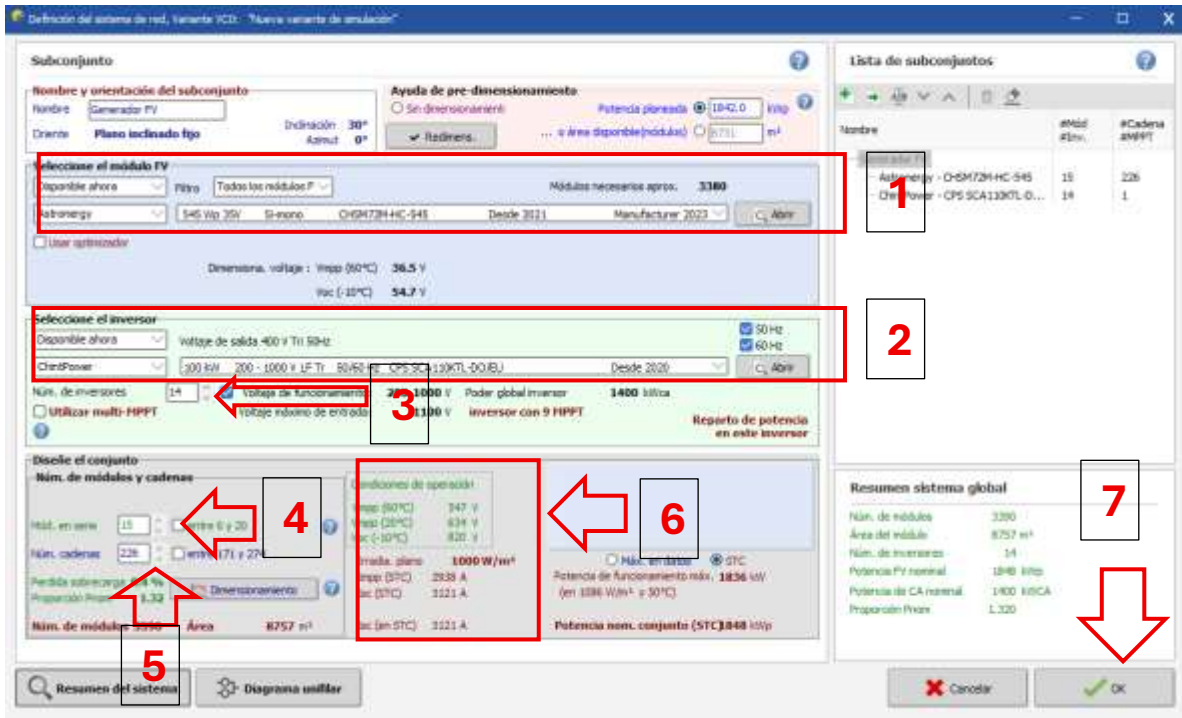 Definición del sistema de red, Variante VCD: "Nueva variante de simulación"
Subconjunto
Nombre y orientación del subconjunto
Nombre Generador FV
Oriente Plano inclinado fijo
Inclinación 30°
Azimut 0°
Ayuda de pre-dimensionamiento
Sin dimensionamiento
Potencia planeada 1842.0 kWp
Redimens.
... o área disponible(módulos) 8731 m²
Seleccione el módulo FV
Disponible ahora Filtro Todos los módulos F Módulos necesarios aprox. 3380
Astronergy 545 Wp 35V Si-mono CHSM72M-HC-545 Desde 2021 Manufacturer 2023 Abrir
1
Usar optimizador
Dimensiona. voltaje : Vmpp (60°C) 36.5 V
Voc (-10°C) 54.7 V
Seleccione el inversor
Disponible ahora Voltaje de salida 400 V Tri 50Hz
50 Hz
60 Hz
ChintPower 100 kW 200 - 1000 V LF Tr 50/60 Hz CPS SCA110KTL-DO/EU Desde 2020 Abrir
2
Núm. de inversores 14
Voltaje de funcionamiento: 1000 V Poder global inversor 1400 kWca
3
Utilizar multi-MPPT
Voltaje máximo de entrada 1100 V inversor con 9 MPPT
Reparto de potencia
en este inversor
Diseñe el conjunto
Núm. de módulos y cadenas
Mód. en serie 15 entre 6 y 20
4
Núm. cadenas 226 entre 171 y
Pérdida sobrecarga %
Proporción Pnom 1.32
Dimensionamiento
Núm. de módulos 3390 Área 8757 m²
5
Condiciones de operación
Vmpp (60°C) 547 V
Vmpp (20°C) 634 V
Voc (-10°C) 820 V
Irradia. plano 1000 W/m²
Impp (STC) 2938 A
Isc (STC) 3121 A
Isc (en STC) 3121 A
6
Máx. en datos STC
Potencia de funcionamiento máx. 1836 kW
(en 1086 W/m² y 50°C)
Potencia nom. conjunto (STC) 1848 kWp
Resumen del sistema
Diagrama unifilar
Lista de subconjuntos
Nombre
#Mód #Cadena
#Inv. #MPPT
Generador FV
Astronergy - CHSM72M-HC-545 15 226
ChintPower - CPS SCA110KTL-D... 14 1
Resumen sistema global
7
Núm. de módulos 3390
Área del módulo 8757 m²
Núm. de inversores 14
Potencia FV nominal 1848 kWp
Potencia de CA nominal 1400 kWCA
Proporción Pnom 1.320
Cancelar
OK